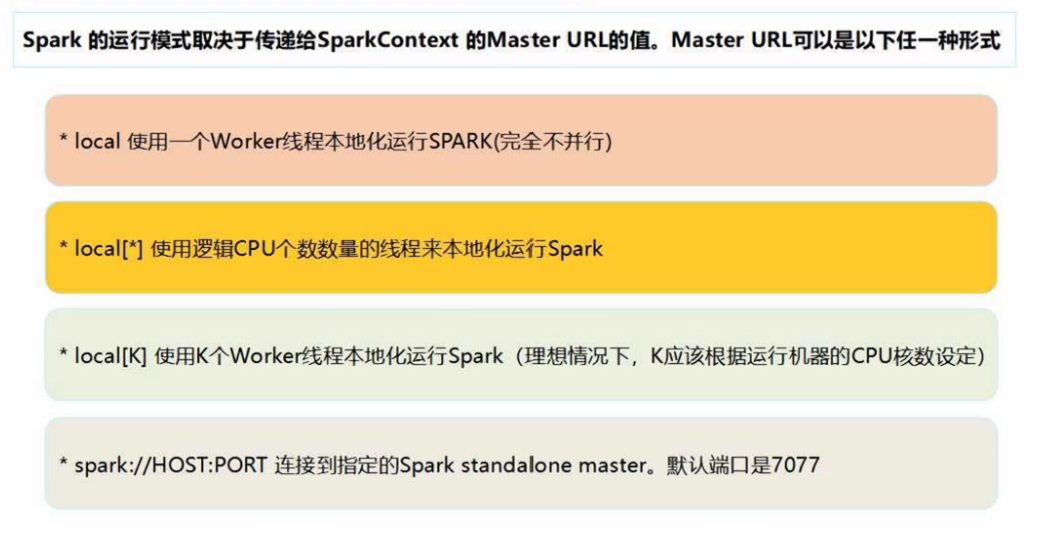 Spark 的运行模式取决于传递给SparkContext 的Master URL的值。Master URL可以是以下任一种形式
* local 使用一个Worker线程本地化运行SPARK(完全不并行)
* local[*] 使用逻辑CPU个数数量的线程来本地化运行Spark
* local[K] 使用K个Worker线程本地化运行Spark（理想情况下，K应该根据运行机器的CPU核数设定）
* spark://HOST:PORT 连接到指定的Spark standalone master。默认端口是7077